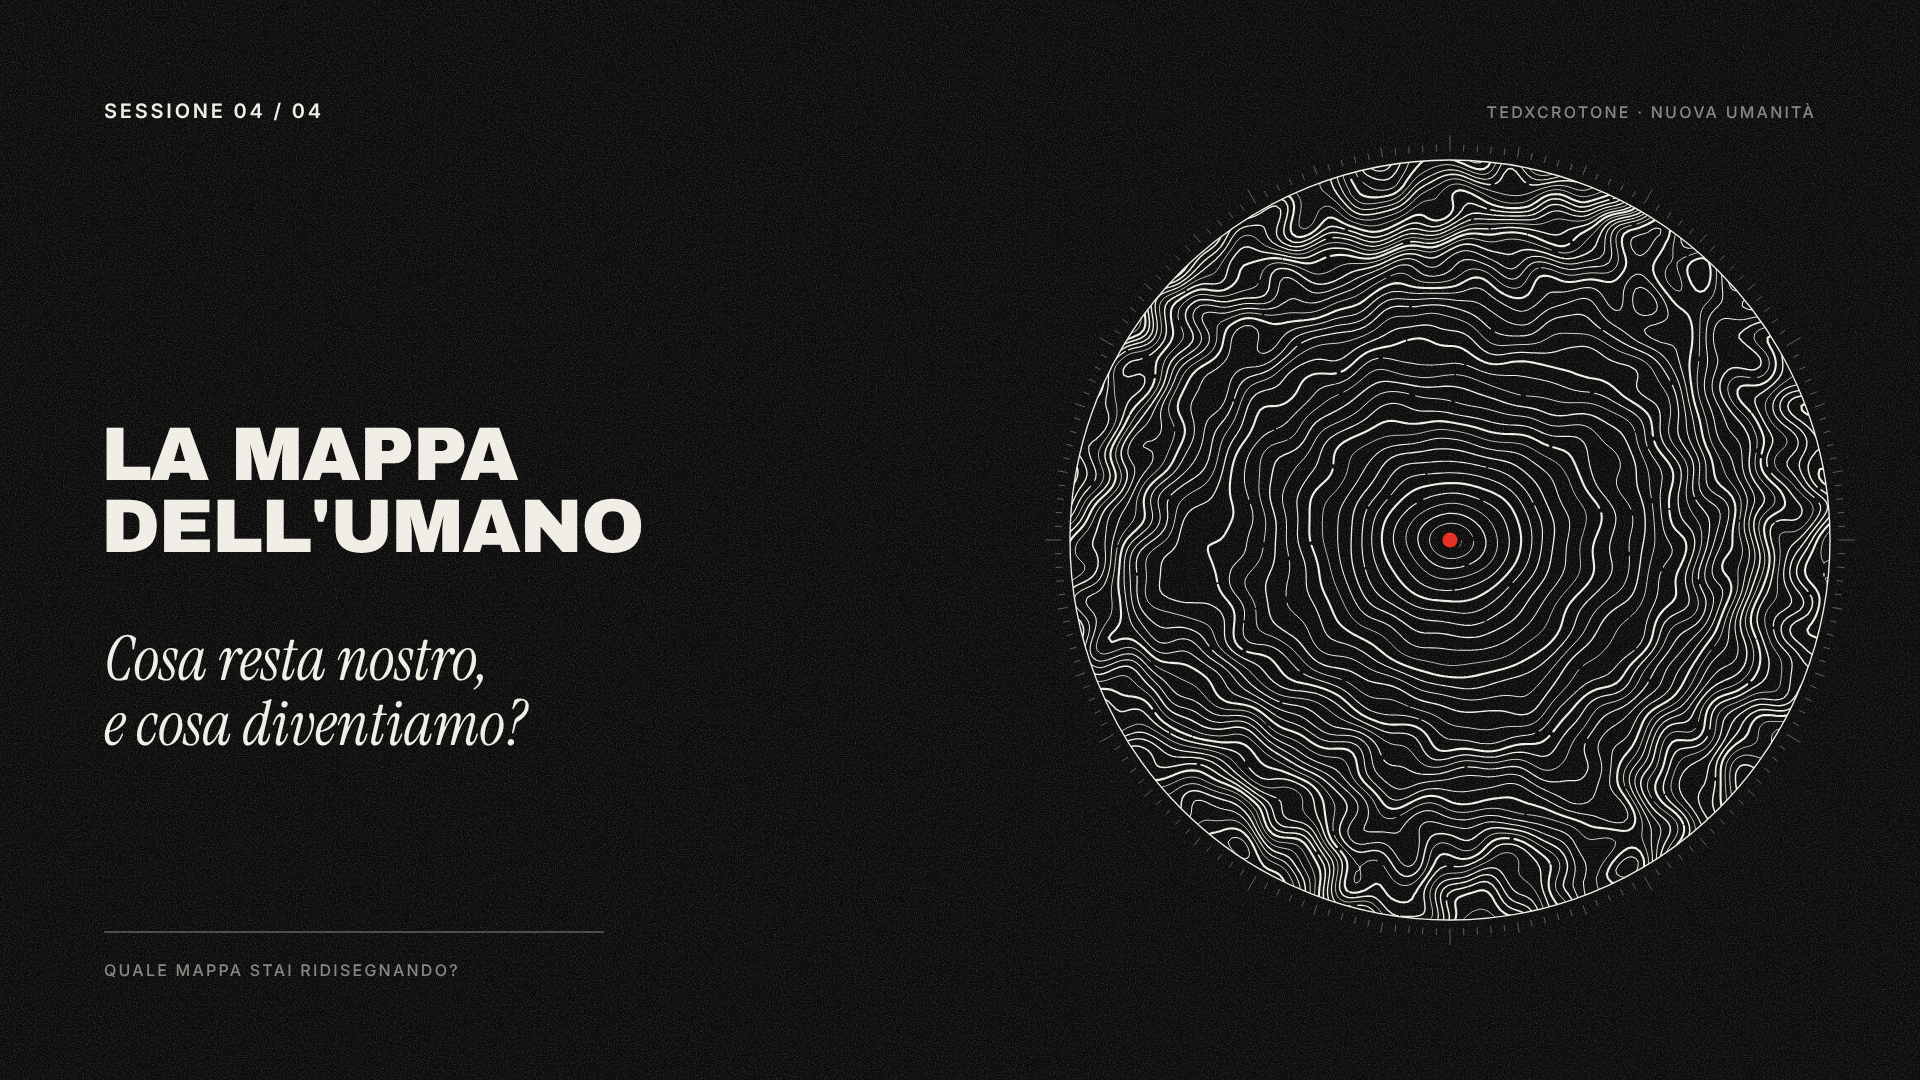 SESSIONE 04 / 04
TEDXCROTONE · NUOVA UMANITÀ
LA MAPPA
DELL'UMANO
Cosa resta nostro,
e cosa diventiamo?
QUALE MAPPA STAI RIDISEGNANDO?